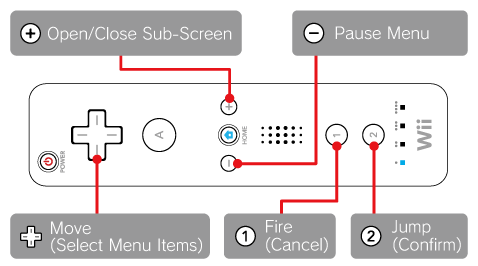 + Open/Close Sub-Screen
− Pause Menu
+
A
HOME
−
1
2
Wii
POWER
Move
(Select Menu Items)
1 Fire
(Cancel)
2 Jump
(Confirm)